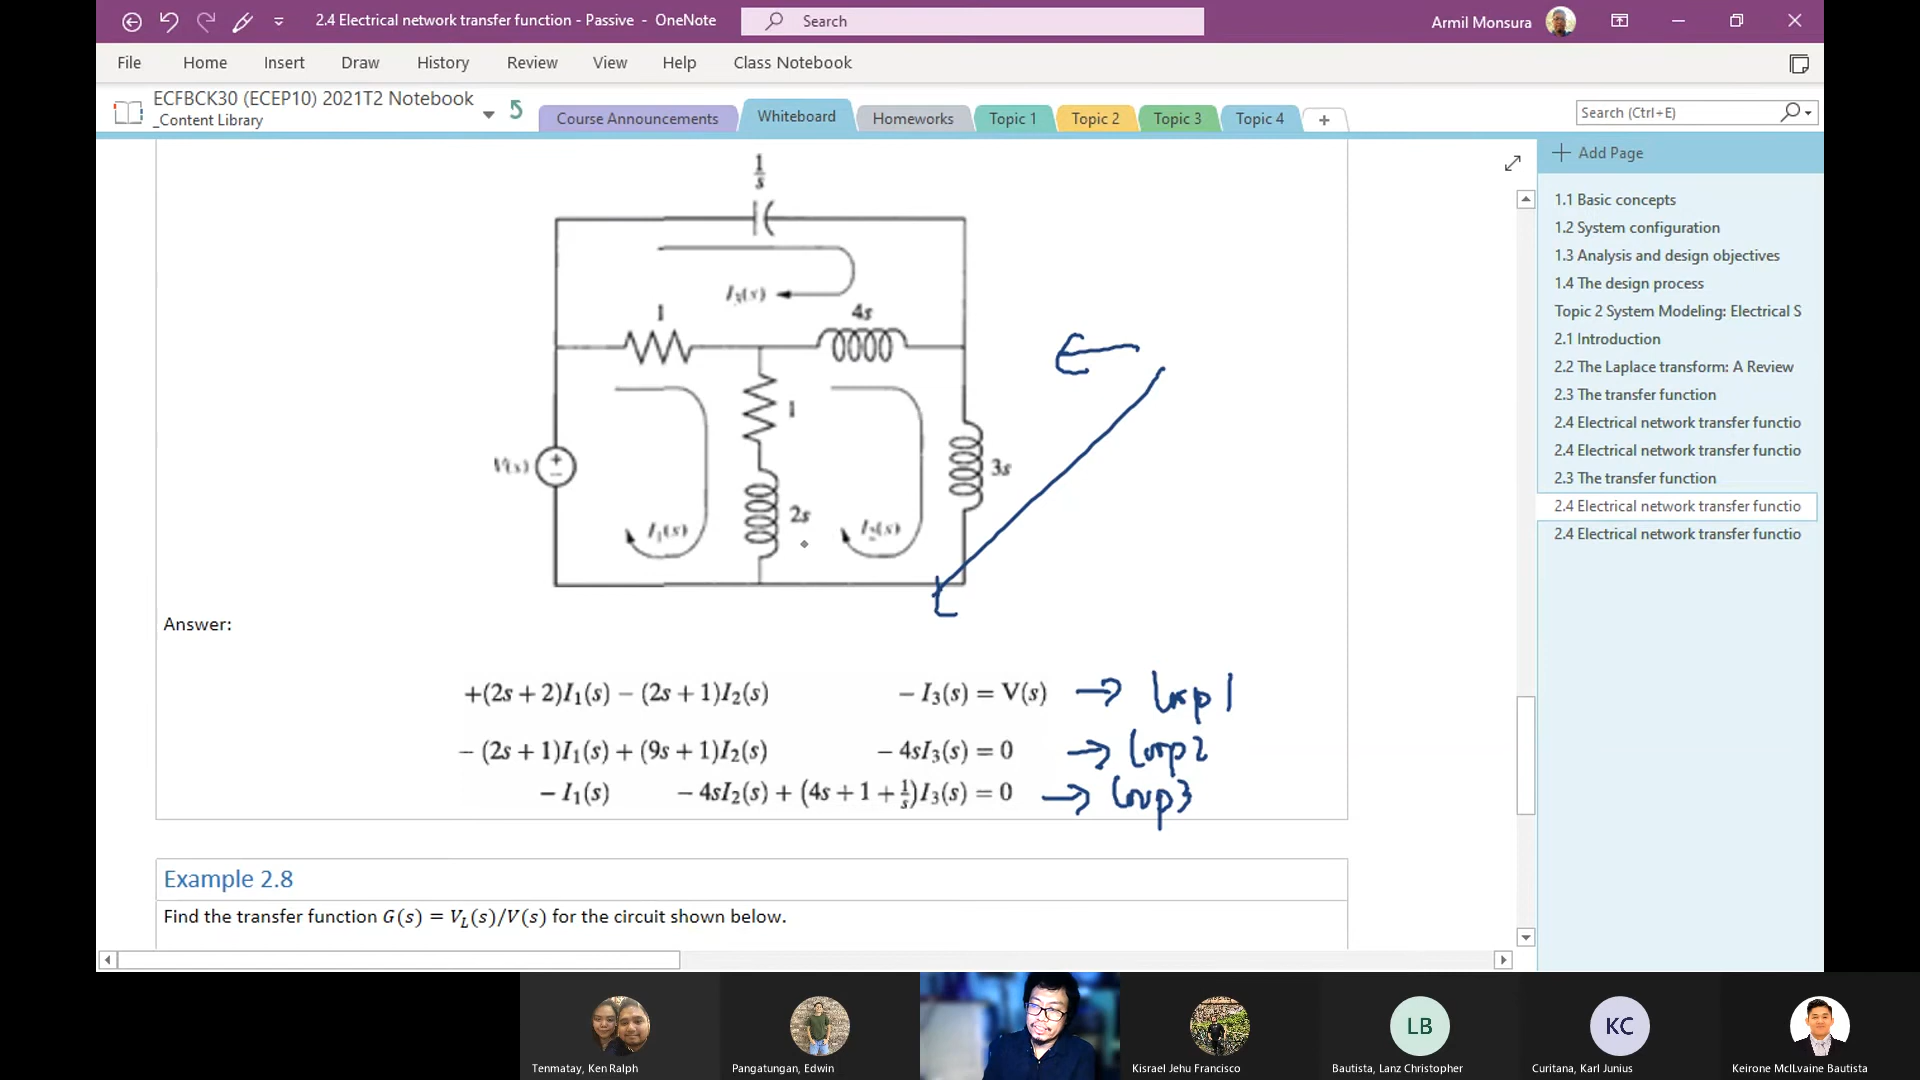 2.4 Electrical network transfer function - Passive - OneNote
Search
Armil Monsura
File Home Insert Draw History Review View Help Class Notebook
ECFBCK30 (ECEP10) 2021T2 Notebook
_Content Library
Course Announcements Whiteboard Homeworks Topic 1 Topic 2 Topic 3 Topic 4 +
Search (Ctrl+E)
Add Page
1.1 Basic concepts
1.2 System configuration
1.3 Analysis and design objectives
1.4 The design process
Topic 2 System Modeling: Electrical S
2.1 Introduction
2.2 The Laplace transform: A Review
2.3 The transfer function
2.4 Electrical network transfer functio
2.4 Electrical network transfer functio
2.3 The transfer function
2.4 Electrical network transfer functio
2.4 Electrical network transfer functio
1/s
I₃(s)
1 4s
1
V(s) + − 3s
2s
I₁(s) I₂(s)
Answer:
+(2s + 2)I₁(s) − (2s + 1)I₂(s) − I₃(s) = V(s) → Loop 1
− (2s + 1)I₁(s) + (9s + 1)I₂(s) − 4sI₃(s) = 0 → Loop 2
− I₁(s) − 4sI₂(s) + (4s + 1 + 1/s)I₃(s) = 0 → Loop 3
Example 2.8
Find the transfer function G(s) = V_L(s)/V(s) for the circuit shown below.
Tenmatay, Ken Ralph
Pangatungan, Edwin
Kisrael Jehu Francisco
LB
Bautista, Lanz Christopher
KC
Curitana, Karl Junius
Keirone McIlvaine Bautista